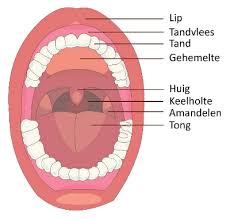 Lip
Tandvlees
Tand
Gehemelte
Huig
Keelholte
Amandelen
Tong